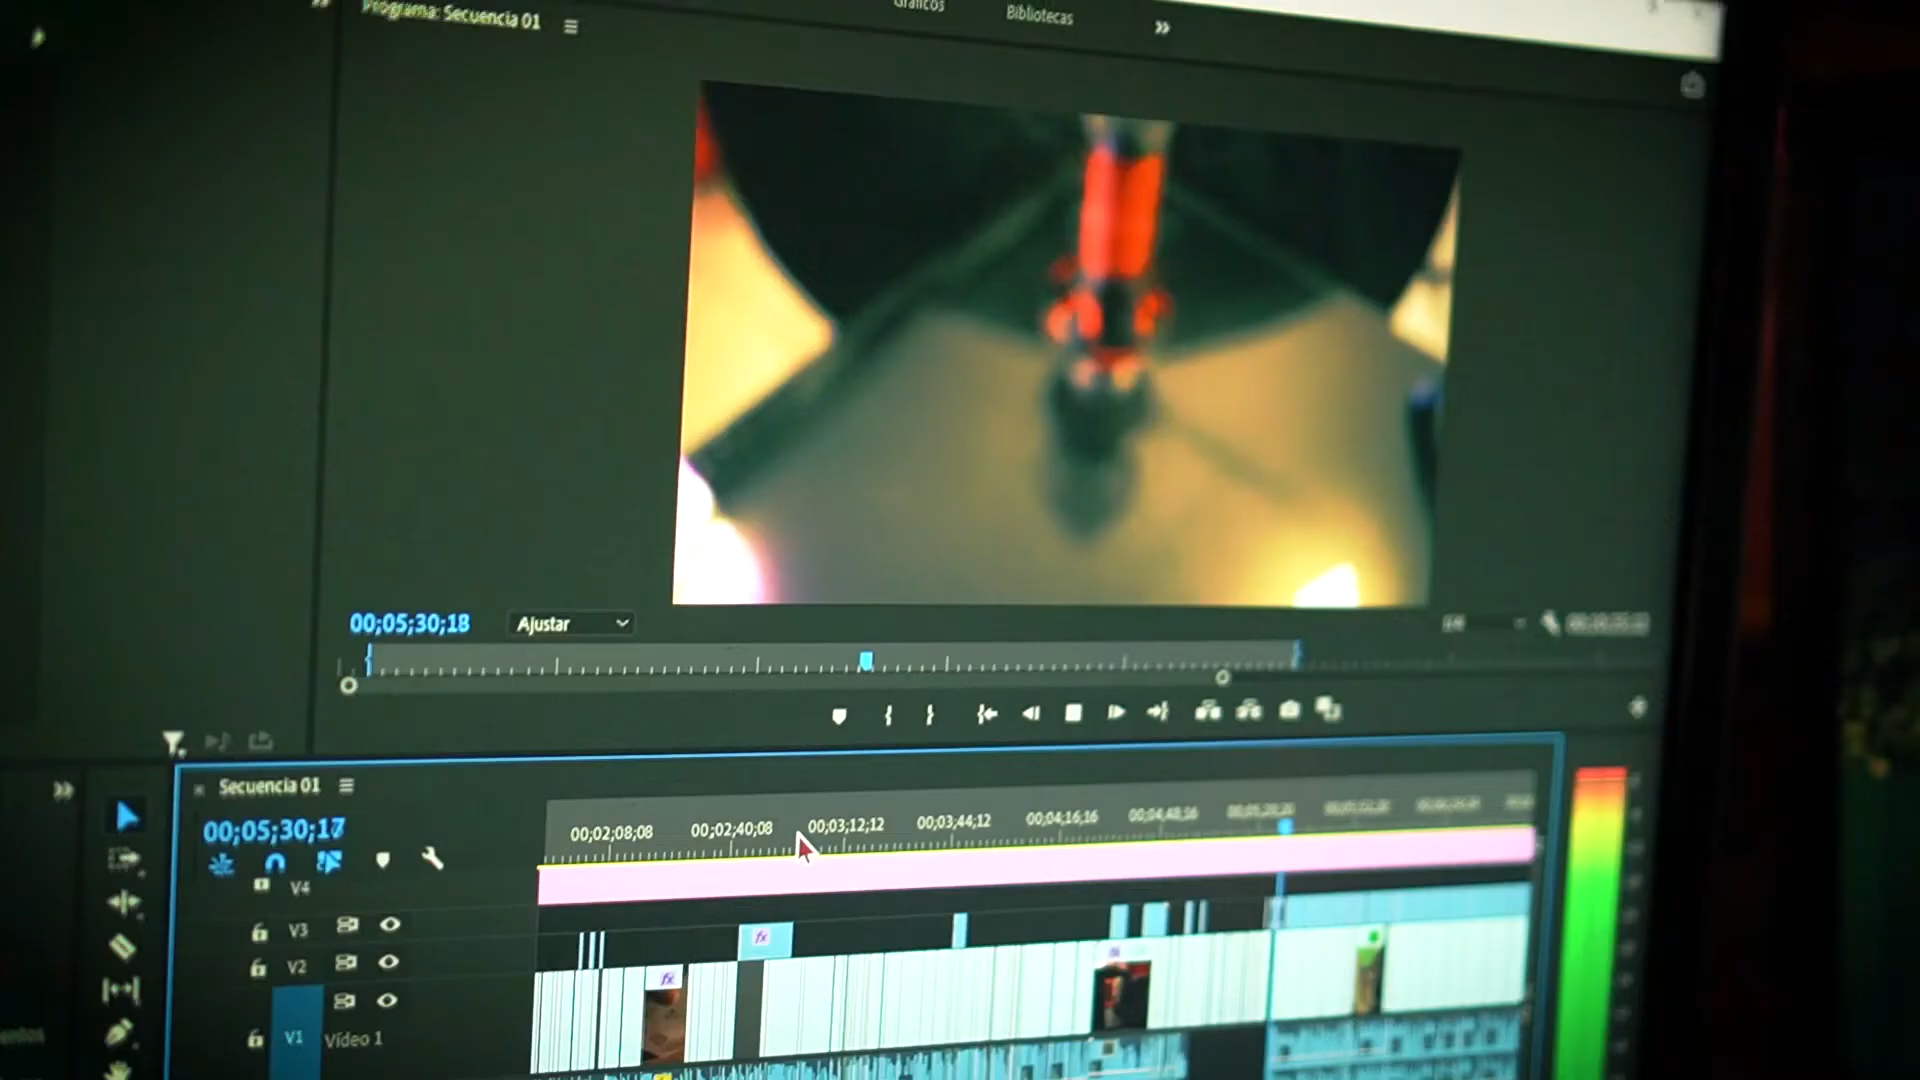 Programa: Secuencia 01
Gráficos
Bibliotecas
00;05;30;18
Ajustar
Secuencia 01
00;05;30;17
00;02;08;08
00;02;40;08
00;03;12;12
00;03;44;12
00;04;16;16
00;04;48;16
V4
V3
fx
V2
fx
V1
Vídeo 1